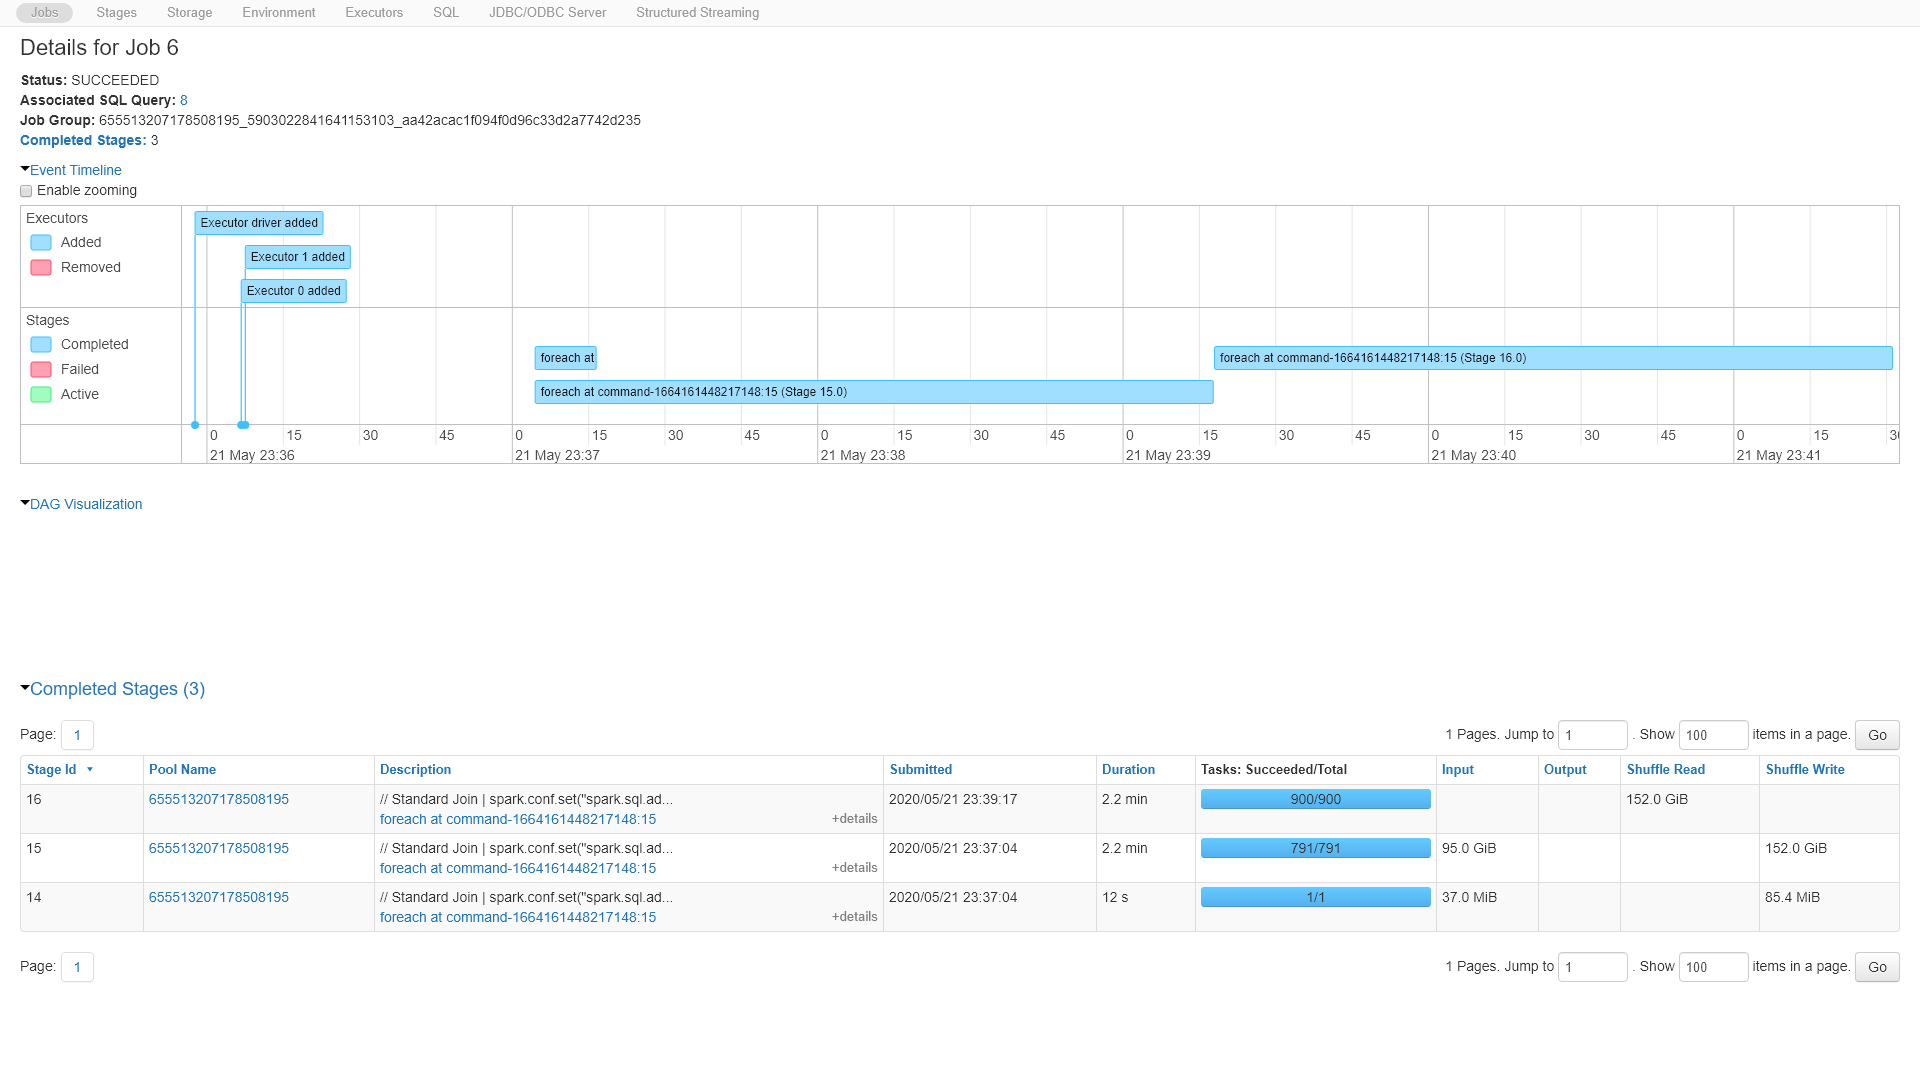 Jobs Stages Storage Environment Executors SQL JDBC/ODBC Server Structured Streaming
Details for Job 6
Status: SUCCEEDED
Associated SQL Query: 8
Job Group: 655513207178508195_5903022841641153103_aa42acac1f094f0d96c33d2a7742d235
Completed Stages: 3
Event Timeline
Enable zooming
Executors
Added
Removed
Executor driver added
Executor 1 added
Executor 0 added
Stages
Completed
Failed
Active
foreach at
foreach at command-1664161448217148:15 (Stage 16.0)
foreach at command-1664161448217148:15 (Stage 15.0)
0 15 30 45 0 15 30 45 0 15 30 45 0 15 30 45 0 15 30 45 0 15 30
21 May 23:36 21 May 23:37 21 May 23:38 21 May 23:39 21 May 23:40 21 May 23:41
DAG Visualization
Completed Stages (3)
Page: 1 1 Pages. Jump to 1 . Show 100 items in a page. Go
Stage Id Pool Name Description Submitted Duration Tasks: Succeeded/Total Input Output Shuffle Read Shuffle Write
16 655513207178508195 // Standard Join | spark.conf.set("spark.sql.ad... 2020/05/21 23:39:17 2.2 min 900/900 152.0 GiB
foreach at command-1664161448217148:15 +details
15 655513207178508195 // Standard Join | spark.conf.set("spark.sql.ad... 2020/05/21 23:37:04 2.2 min 791/791 95.0 GiB 152.0 GiB
foreach at command-1664161448217148:15 +details
14 655513207178508195 // Standard Join | spark.conf.set("spark.sql.ad... 2020/05/21 23:37:04 12 s 1/1 37.0 MiB 85.4 MiB
foreach at command-1664161448217148:15 +details
Page: 1 1 Pages. Jump to 1 . Show 100 items in a page. Go